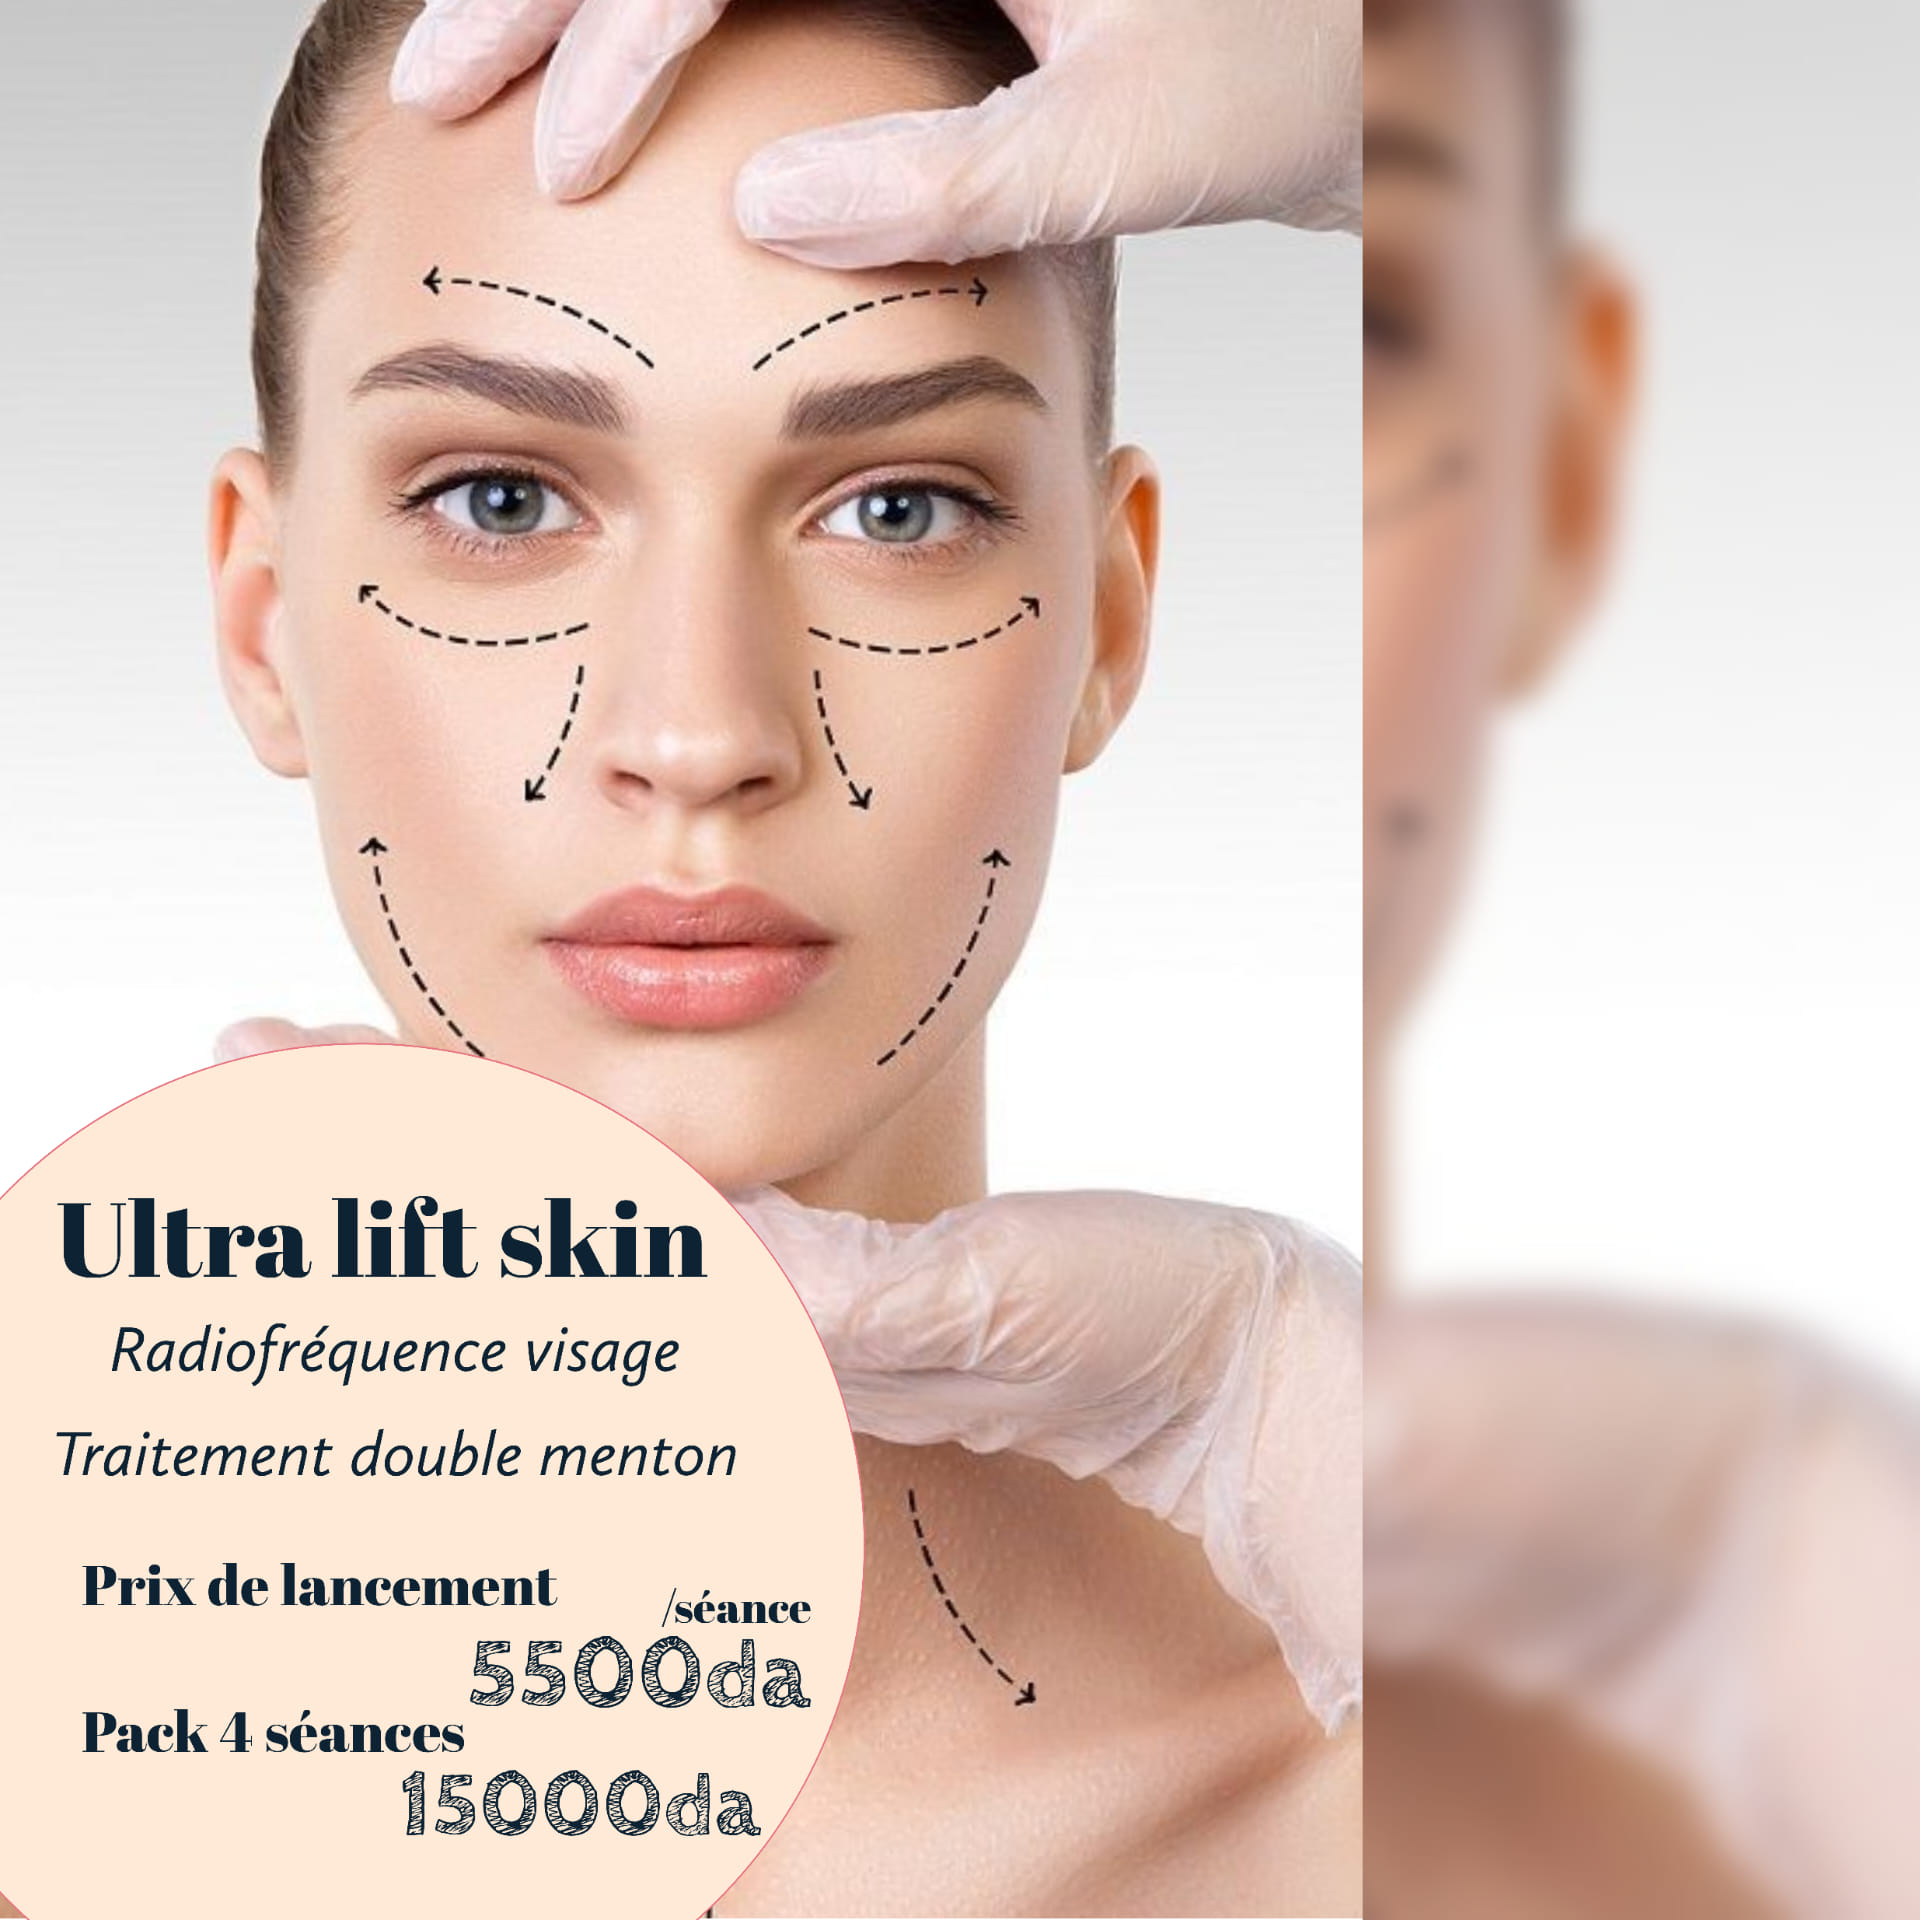 Ultra lift skin
Radiofréquence visage
Traitement double menton
Prix de lancement
/séance
5500da
Pack 4 séances
15000da